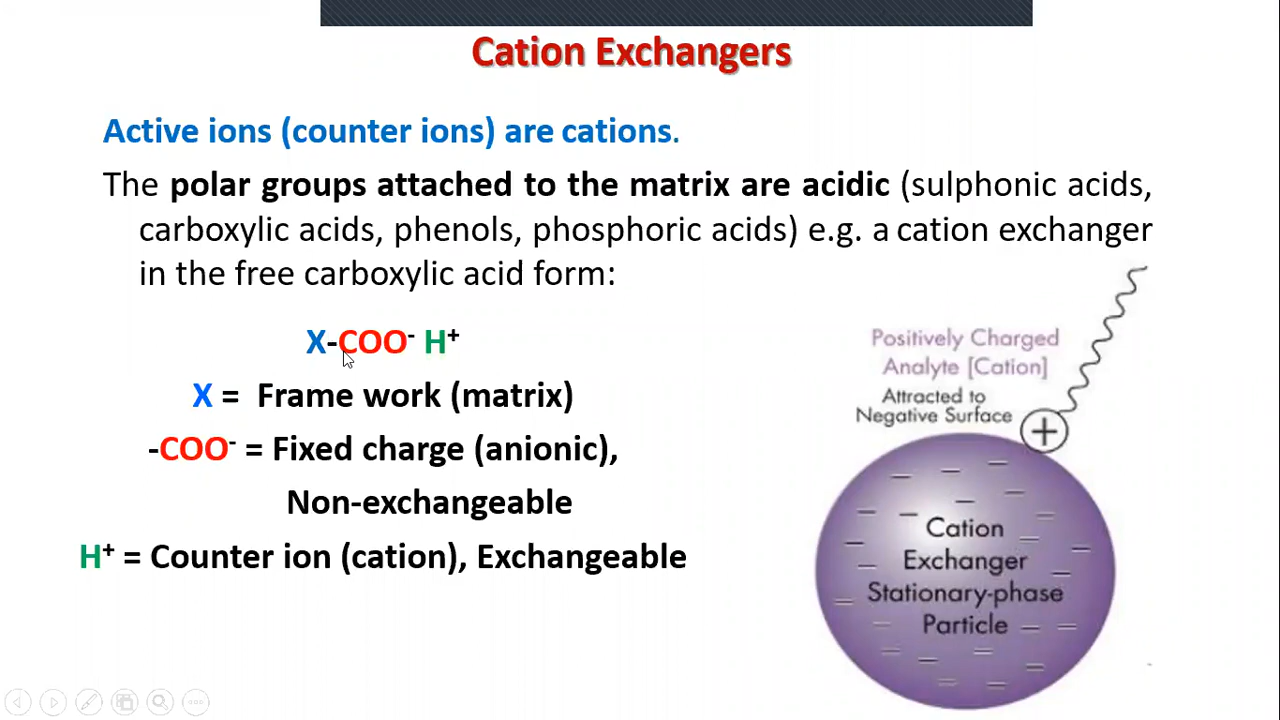 Cation Exchangers
Active ions (counter ions) are cations.
The polar groups attached to the matrix are acidic (sulphonic acids,
carboxylic acids, phenols, phosphoric acids) e.g. a cation exchanger
in the free carboxylic acid form:
X-COO⁻ H⁺
X = Frame work (matrix)
-COO⁻ = Fixed charge (anionic),
Non-exchangeable
H⁺ = Counter ion (cation), Exchangeable
Positively Charged
Analyte [Cation]
Attracted to
Negative Surface
+
Cation
Exchanger
Stationary-phase
Particle